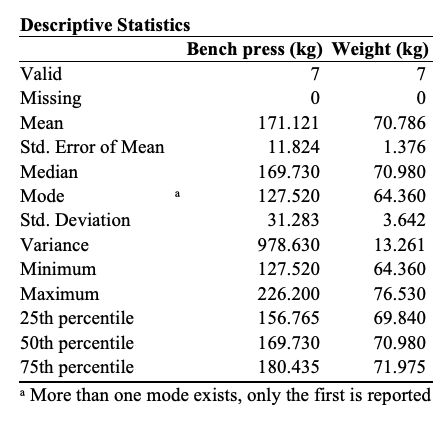 Descriptive Statistics
Bench press (kg) Weight (kg)
Valid 7 7
Missing 0 0
Mean 171.121 70.786
Std. Error of Mean 11.824 1.376
Median 169.730 70.980
Mode a 127.520 64.360
Std. Deviation 31.283 3.642
Variance 978.630 13.261
Minimum 127.520 64.360
Maximum 226.200 76.530
25th percentile 156.765 69.840
50th percentile 169.730 70.980
75th percentile 180.435 71.975
a More than one mode exists, only the first is reported